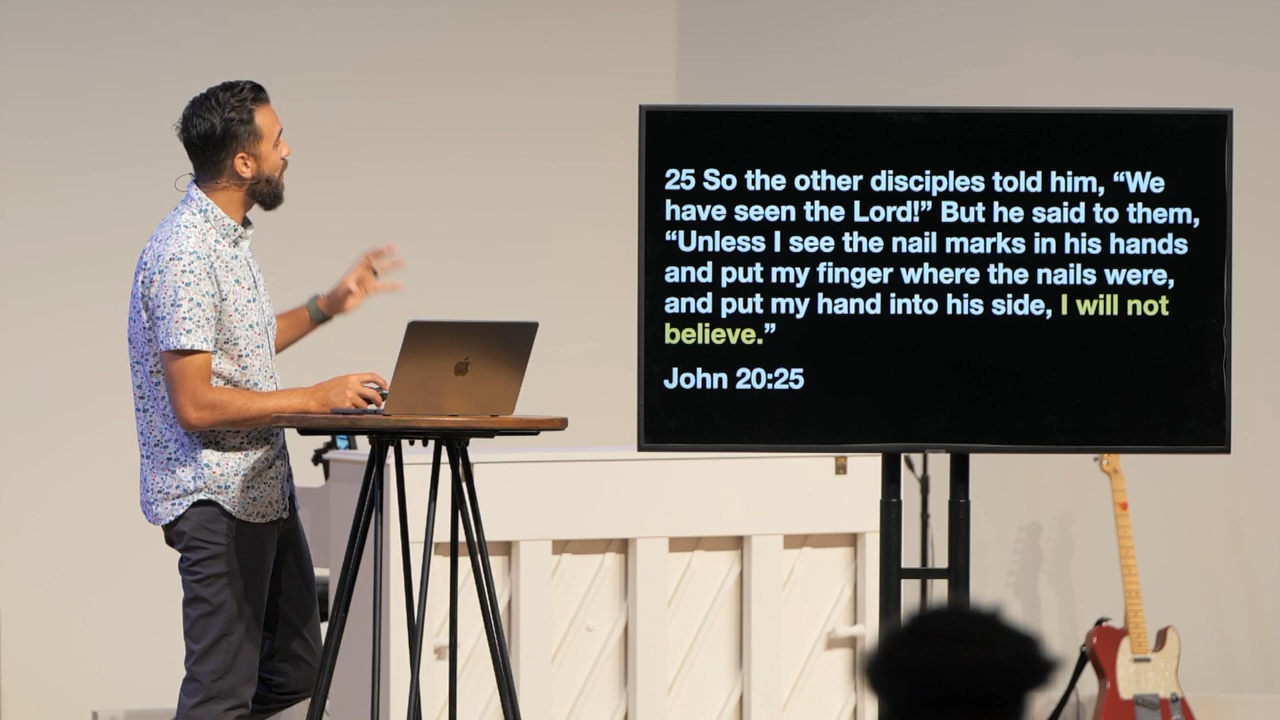 25 So the other disciples told him, “We
have seen the Lord!” But he said to them,
“Unless I see the nail marks in his hands
and put my finger where the nails were,
and put my hand into his side, I will not
believe.”
John 20:25